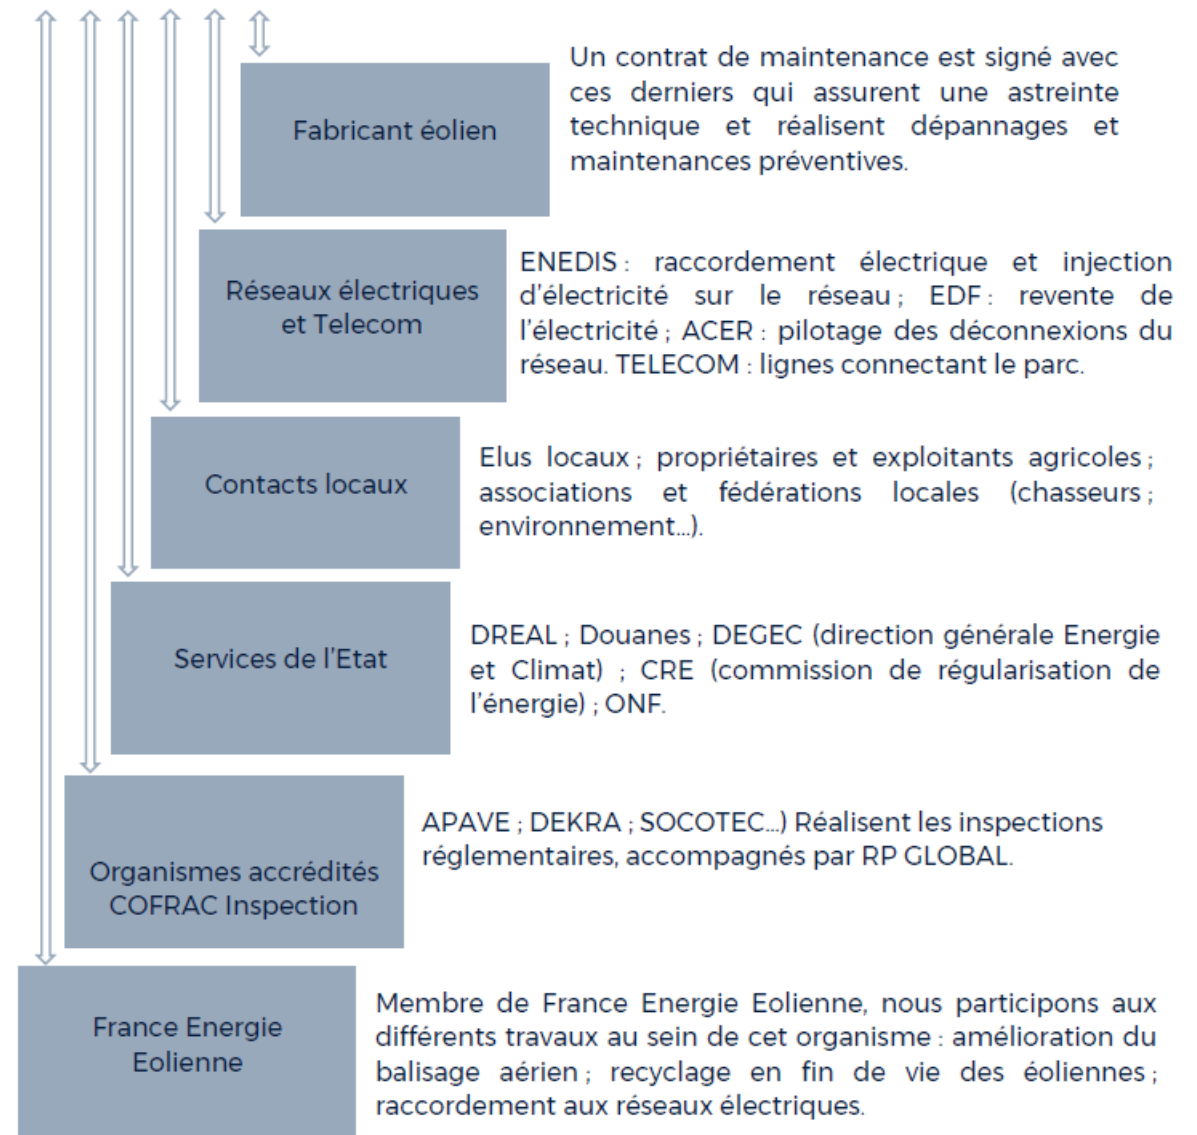 Fabricant éolien
Un contrat de maintenance est signé avec
ces derniers qui assurent une astreinte
technique et réalisent dépannages et
maintenances préventives.
Réseaux électriques
et Telecom
ENEDIS : raccordement électrique et injection
d’électricité sur le réseau ; EDF : revente de
l’électricité ; ACER : pilotage des déconnexions du
réseau. TELECOM : lignes connectant le parc.
Contacts locaux
Elus locaux ; propriétaires et exploitants agricoles ;
associations et fédérations locales (chasseurs ;
environnement…).
Services de l’Etat
DREAL ; Douanes ; DEGEC (direction générale Energie
et Climat) ; CRE (commission de régularisation de
l’énergie) ; ONF.
Organismes accrédités
COFRAC Inspection
APAVE ; DEKRA ; SOCOTEC…) Réalisent les inspections
réglementaires, accompagnés par RP GLOBAL.
France Energie
Eolienne
Membre de France Energie Eolienne, nous participons aux
différents travaux au sein de cet organisme : amélioration du
balisage aérien ; recyclage en fin de vie des éoliennes ;
raccordement aux réseaux électriques.